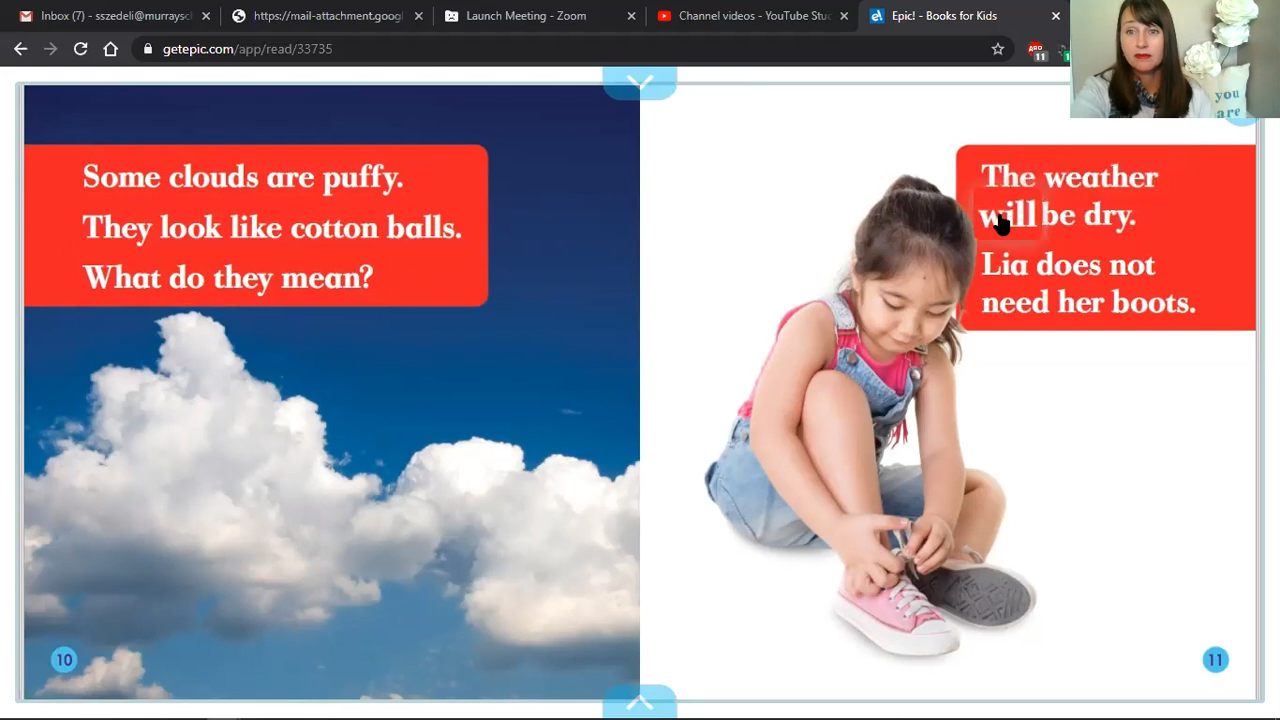 Inbox (7) - sszedeli@murraysc
https://mail-attachment.googl
Launch Meeting - Zoom
Channel videos - YouTube Stu
Epic! - Books for Kids
getepic.com/app/read/33735
ABP
11
you
are
Some clouds are puffy.
They look like cotton balls.
What do they mean?
The weather
will be dry.
Lia does not
need her boots.
10
11